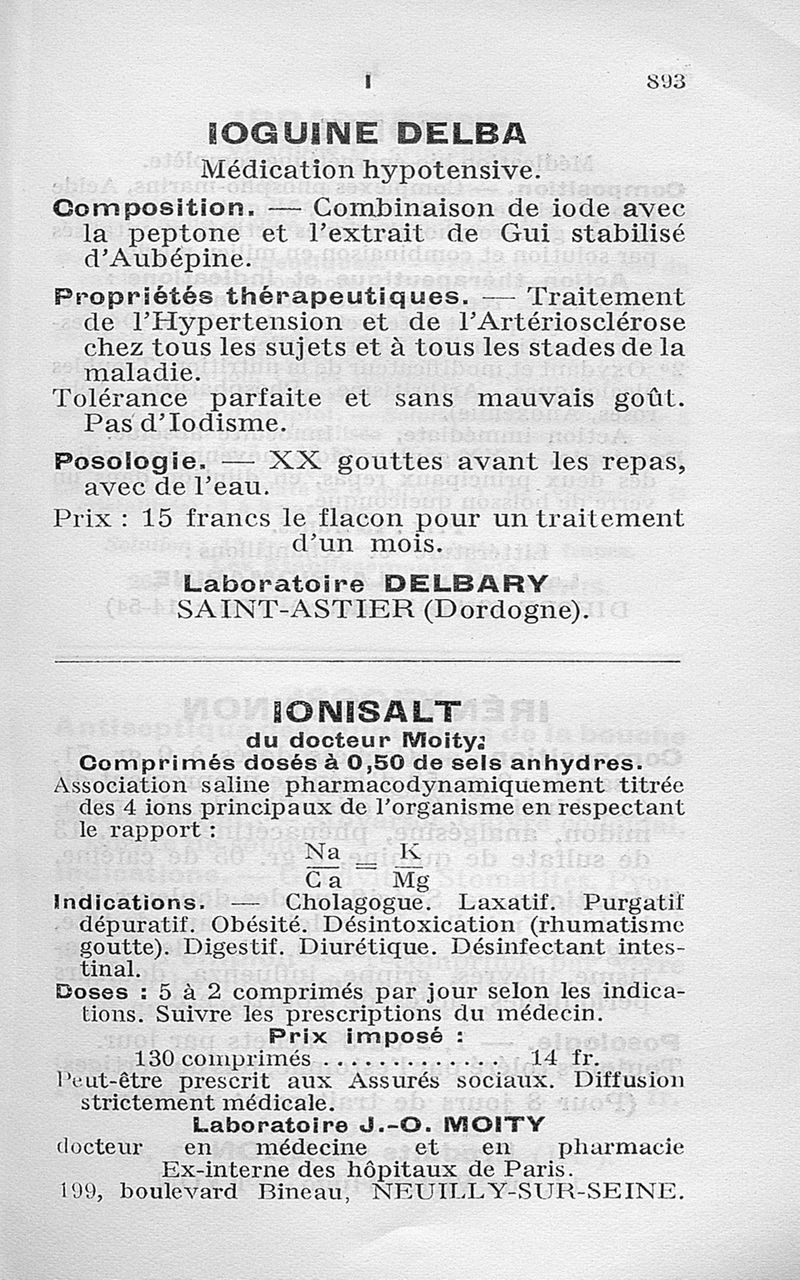 I 893
IOGUINE DELBA
Médication hypotensive.
Composition. — Combinaison de iode avec
la peptone et l'extrait de Gui stabilisé
d'Aubépine.
Propriétés thérapeutiques. — Traitement
de l'Hypertension et de l'Artériosclérose
chez tous les sujets et à tous les stades de la
maladie.
Tolérance parfaite et sans mauvais goût.
Pas d'Iodisme.
Posologie. — XX gouttes avant les repas,
avec de l'eau.
Prix : 15 francs le flacon pour un traitement
d'un mois.
Laboratoire DELBARY
SAINT-ASTIER (Dordogne).
IONISALT
du docteur Moity:
Comprimés dosés à 0,50 de sels anhydres.
Association saline pharmacodynamiquement titrée
des 4 ions principaux de l'organisme en respectant
le rapport :
Na = K
Ca Mg
Indications. — Cholagogue. Laxatif. Purgatif
dépuratif. Obésité. Désintoxication (rhumatisme
goutte). Digestif. Diurétique. Désinfectant intes-
tinal.
Doses : 5 à 2 comprimés par jour selon les indica-
tions. Suivre les prescriptions du médecin.
Prix imposé :
130 comprimés ............ 14 fr.
Peut-être prescrit aux Assurés sociaux. Diffusion
strictement médicale.
Laboratoire J.-O. MOITY
docteur en médecine et en pharmacie
Ex-interne des hôpitaux de Paris.
199, boulevard Bineau, NEUILLY-SUR-SEINE.